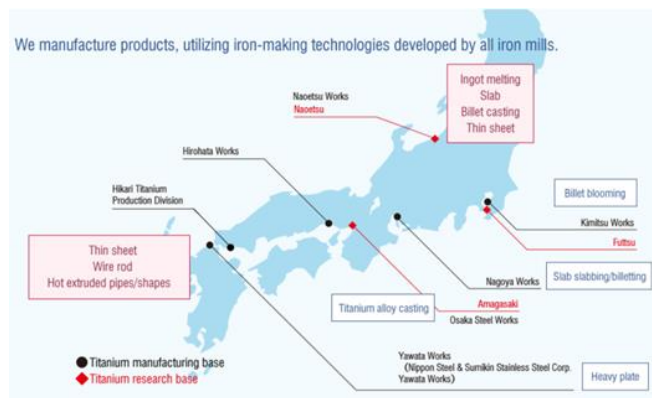 We manufacture products, utilizing iron-making technologies developed by all iron mills.
Ingot melting
Slab
Billet casting
Thin sheet
Naoetsu Works
Naoetsu
Hirohata Works
Hikari Titanium
Production Division
Billet blooming
Kimitsu Works
Futtsu
Thin sheet
Wire rod
Hot extruded pipes/shapes
Nagoya Works
Slab slabbing/billetting
Titanium alloy casting
Amagasaki
Osaka Steel Works
Titanium manufacturing base
Titanium research base
Yawata Works
(Nippon Steel & Sumikin Stainless Steel Corp.
Yawata Works)
Heavy plate